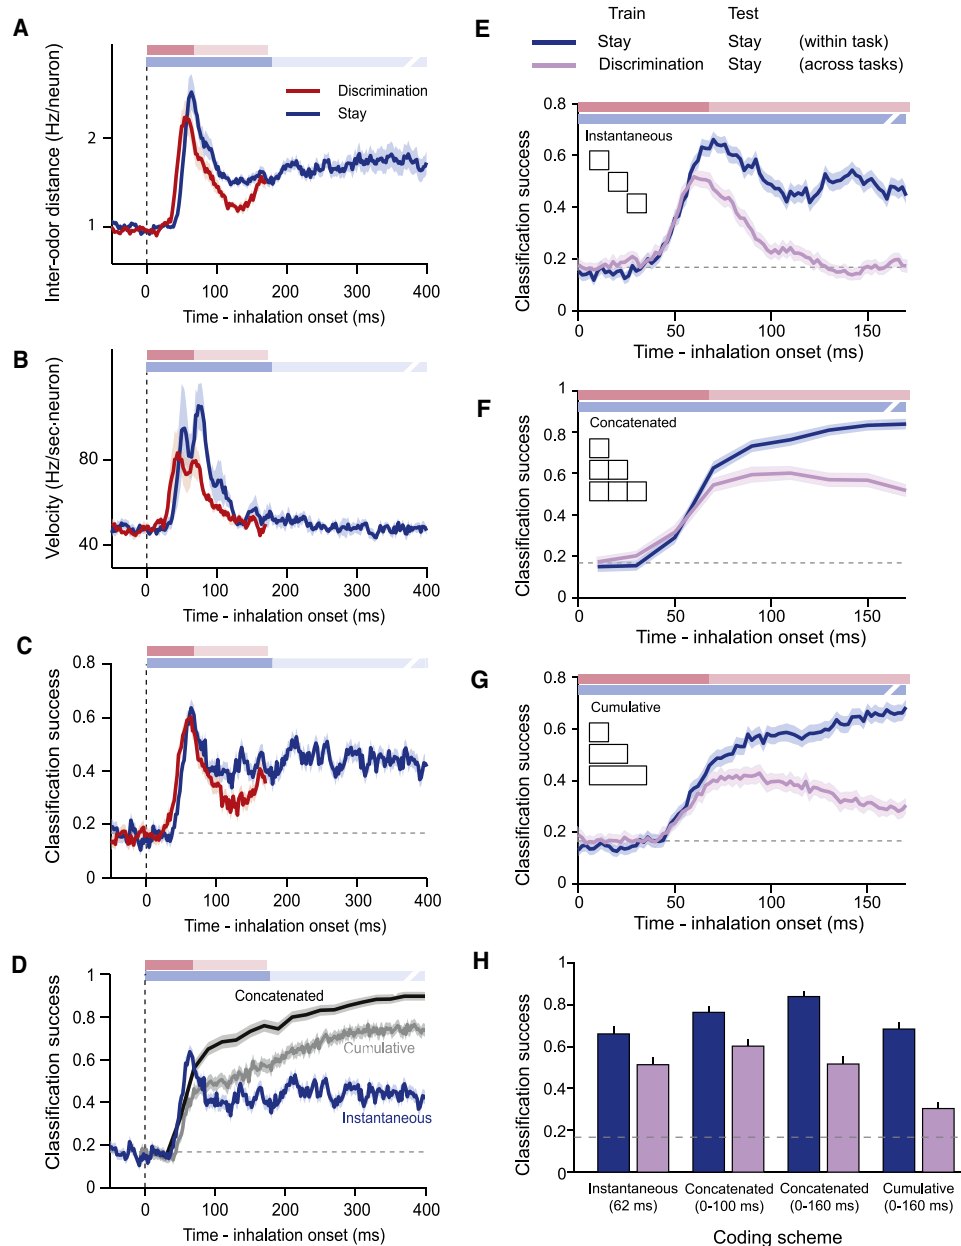 A
Inter-odor distance (Hz/neuron)
2
1
Discrimination
Stay
0 100 200 300 400
Time - inhalation onset (ms)
B
Velocity (Hz/sec·neuron)
80
40
0 100 200 300 400
Time - inhalation onset (ms)
C
Classification success
0.8
0.6
0.4
0.2
0
0 100 200 300 400
Time - inhalation onset (ms)
D
Classification success
1
0.8
0.6
0.4
0.2
0
Concatenated
Cumulative
Instantaneous
0 100 200 300 400
Time - inhalation onset (ms)
E
Train Test
Stay Stay (within task)
Discrimination Stay (across tasks)
Classification success
0.8
0.6
0.4
0.2
0
Instantaneous
0 50 100 150
Time - inhalation onset (ms)
F
Classification success
1
0.8
0.6
0.4
0.2
0
Concatenated
0 50 100 150
Time - inhalation onset (ms)
G
Classification success
0.8
0.6
0.4
0.2
0
Cumulative
0 50 100 150
Time - inhalation onset (ms)
H
Classification success
1
0.8
0.6
0.4
0.2
0
Instantaneous Concatenated Concatenated Cumulative
(62 ms) (0-100 ms) (0-160 ms) (0-160 ms)
Coding scheme